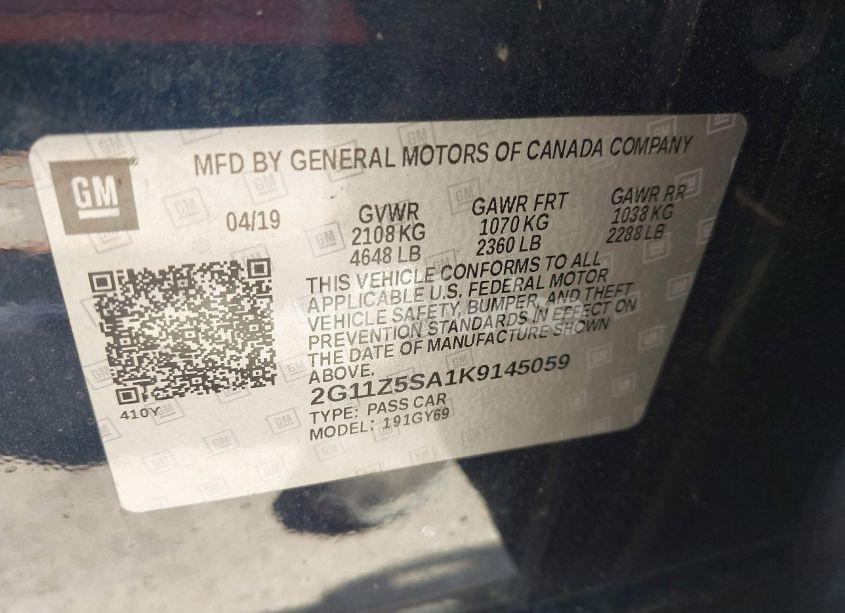 GM
MFD BY GENERAL MOTORS OF CANADA COMPANY
04/19
GVWR
2108 KG
4648 LB
GAWR FRT
1070 KG
2360 LB
GAWR RR
1038 KG
2288 LB
THIS VEHICLE CONFORMS TO ALL
APPLICABLE U.S. FEDERAL MOTOR
VEHICLE SAFETY, BUMPER, AND THEFT
PREVENTION STANDARDS IN EFFECT ON
THE DATE OF MANUFACTURE SHOWN
ABOVE.
2G11Z5SA1K9145059
TYPE: PASS CAR
MODEL: 191GY69
410Y